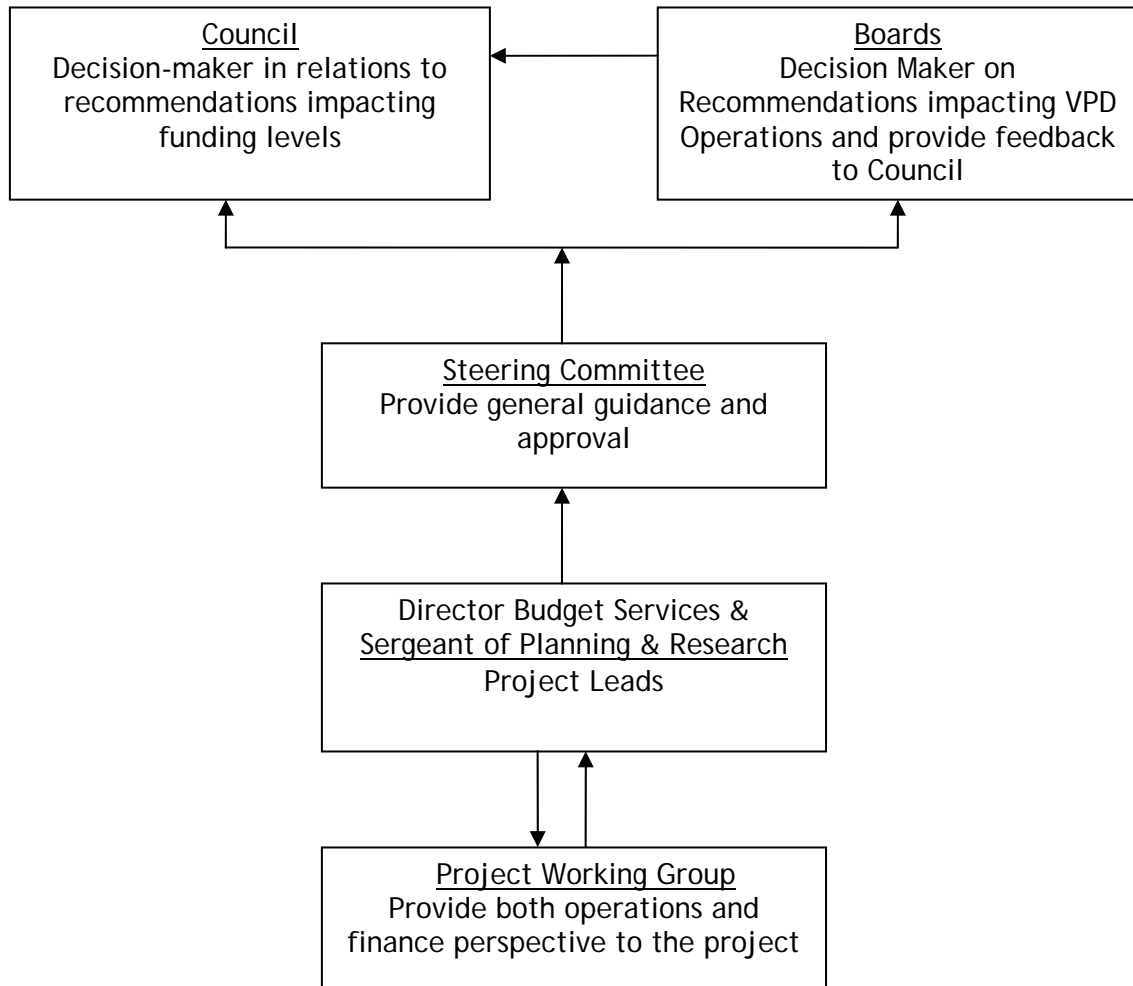 Council
Decision-maker in relations to
recommendations impacting
funding levels
Boards
Decision Maker on
Recommendations impacting VPD
Operations and provide feedback
to Council
Steering Committee
Provide general guidance and
approval
Director Budget Services &
Sergeant of Planning & Research
Project Leads
Project Working Group
Provide both operations and
finance perspective to the project